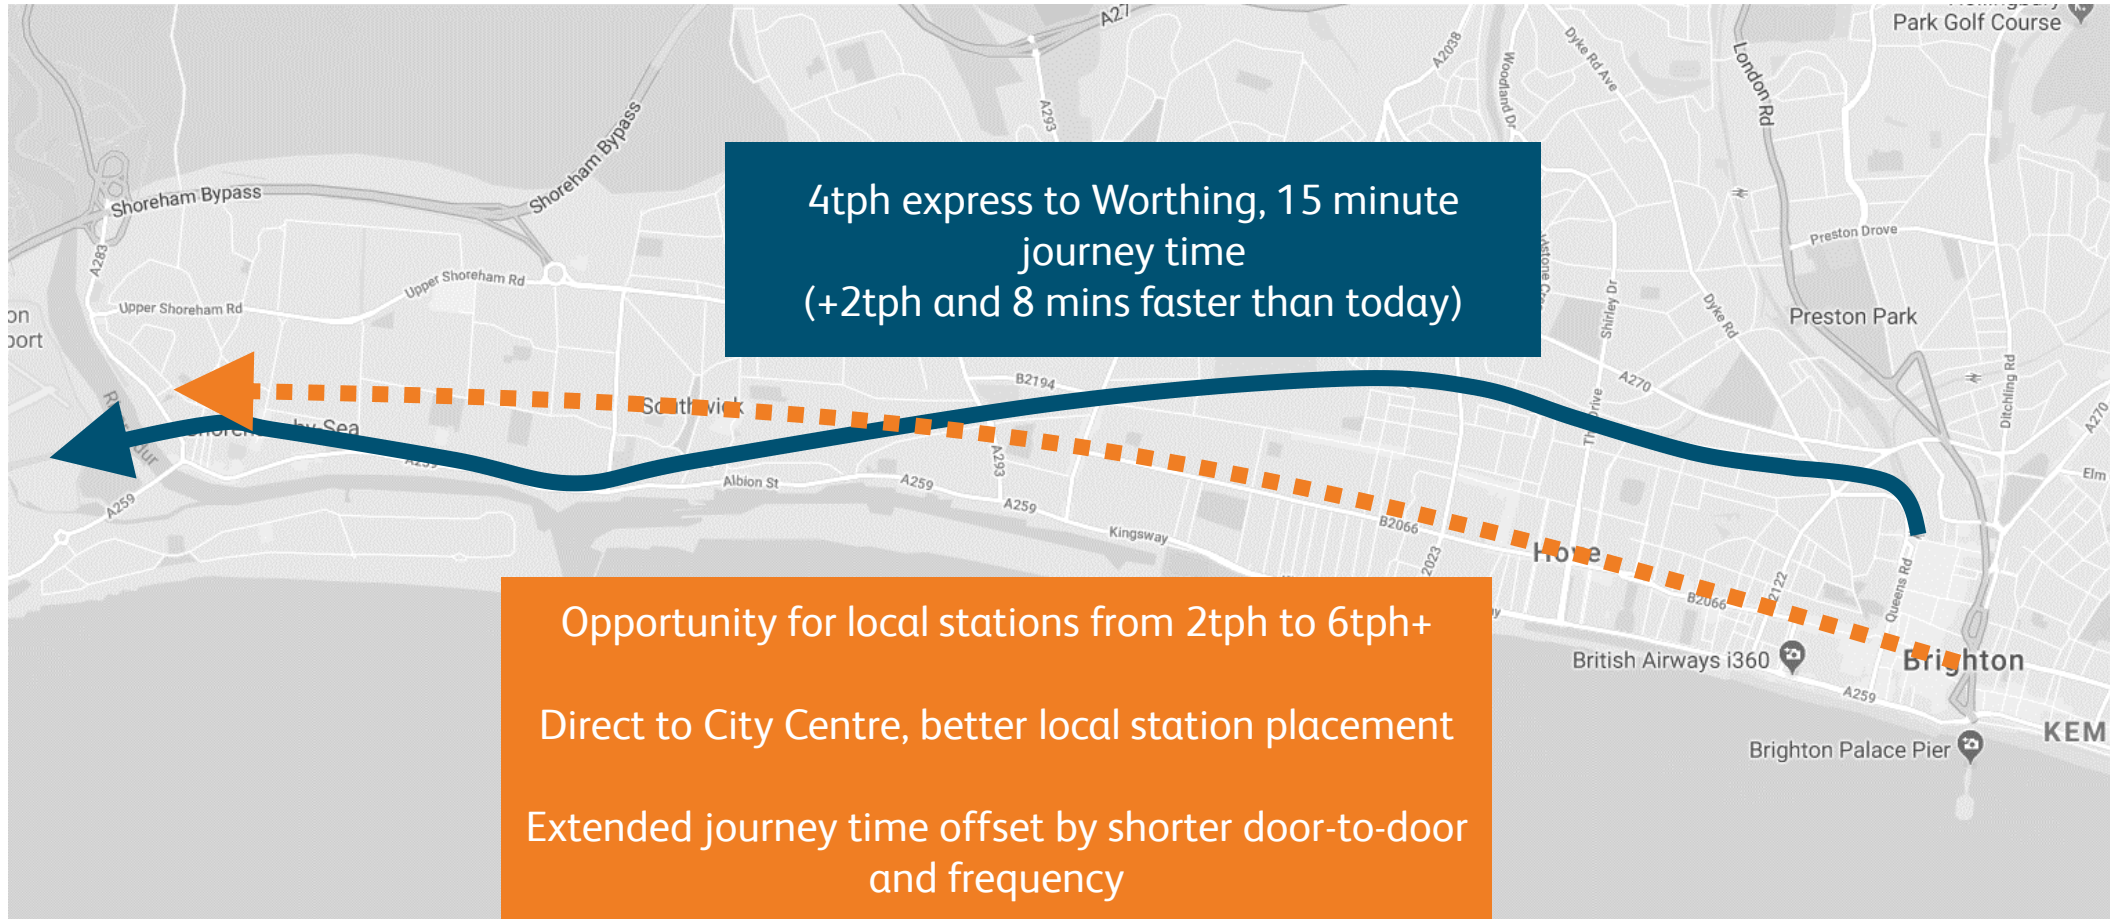 A27
Park Golf Course
A2038
Dyke Rd Ave
Woodland Dr
London Rd
A293
Shoreham Bypass
Shoreham Bypass
A283
Upper Shoreham Rd
Upper Shoreham Rd
4tph express to Worthing, 15 minute
journey time
(+2tph and 8 mins faster than today)
Shirley Dr
Dyke Rd
Preston Drove
Preston Park
Ditchling Rd
A270
A270
B2194
Southwick
Elm
A259
Albion St
A293
A259
A259
A259
Kingsway
B2066
Hove
2023
B2066
2122
Queens Rd
Opportunity for local stations from 2tph to 6tph+
Direct to City Centre, better local station placement
Extended journey time offset by shorter door-to-door
and frequency
British Airways i360
Brighton
A259
KEM
Brighton Palace Pier